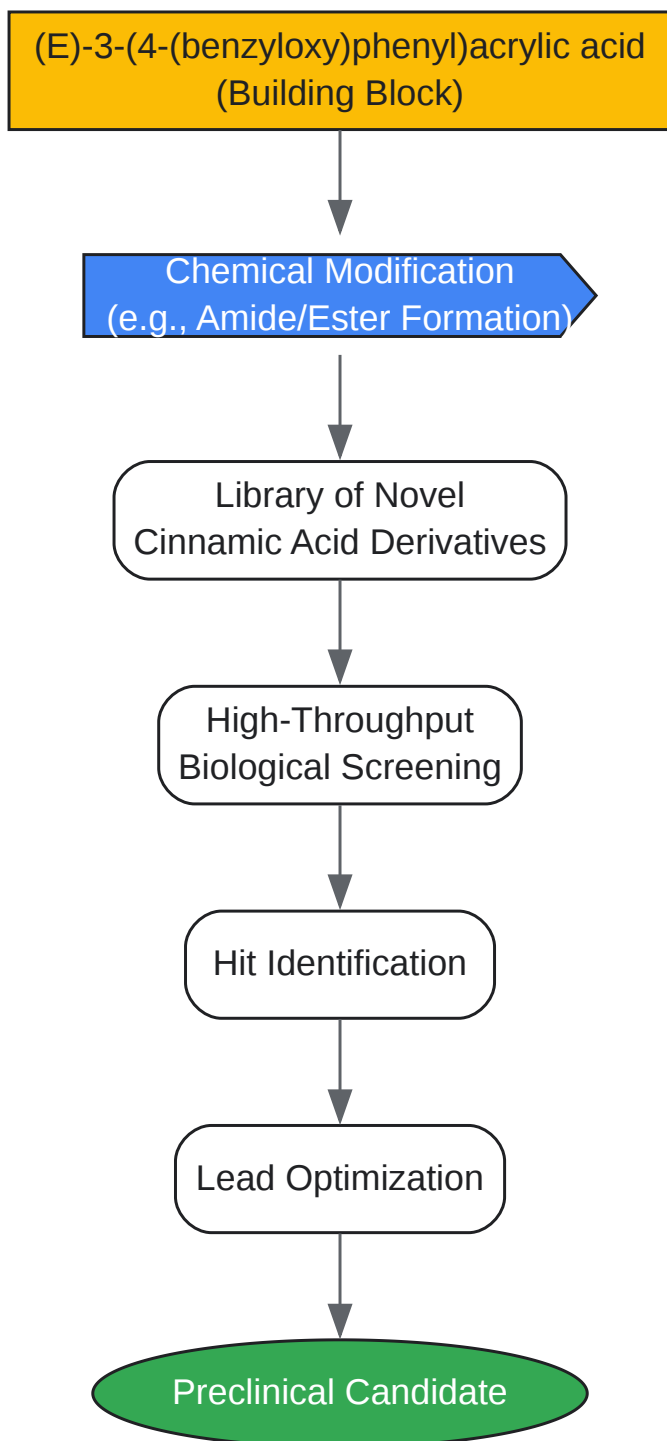 (E)-3-(4-(benzyloxy)phenyl)acrylic acid
(Building Block)
Chemical Modification
(e.g., Amide/Ester Formation)
Library of Novel
Cinnamic Acid Derivatives
High-Throughput
Biological Screening
Hit Identification
Lead Optimization
Preclinical Candidate